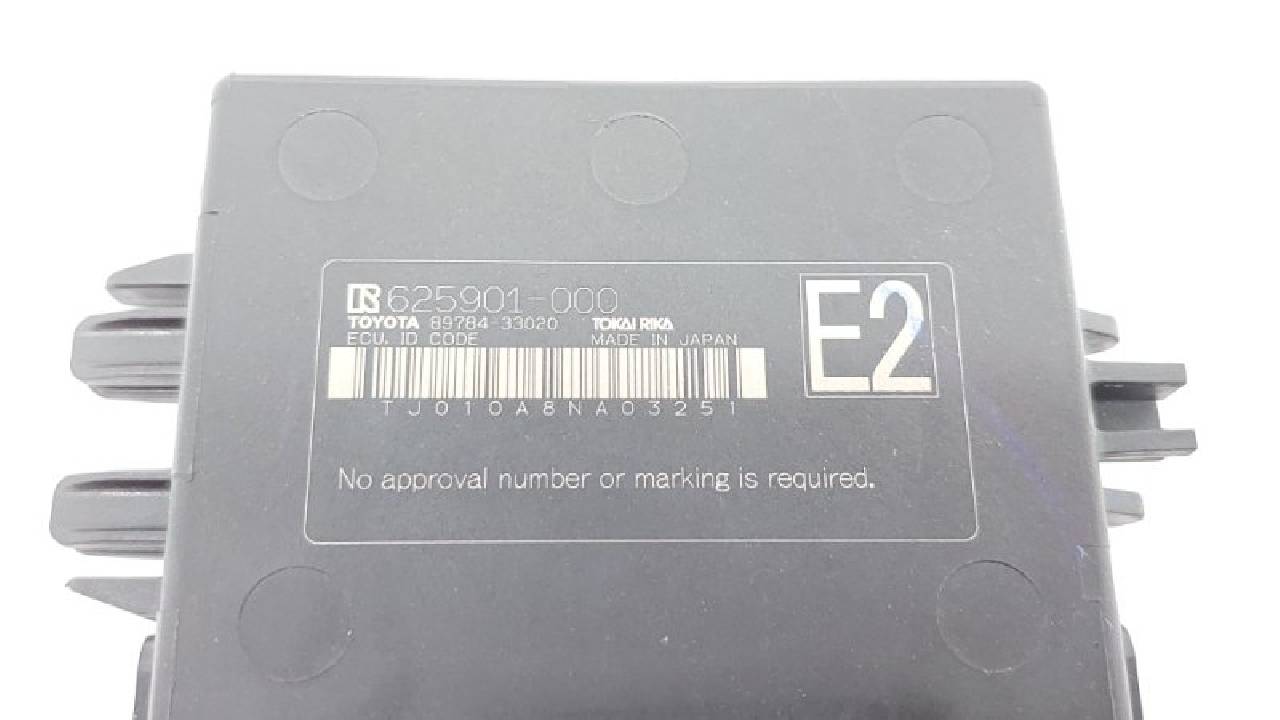 625901-000
TOYOTA 89784-33020 TOKAI RIKA
ECU. ID CODE MADE IN JAPAN
E2
TJ010A8NA03251
No approval number or marking is required.